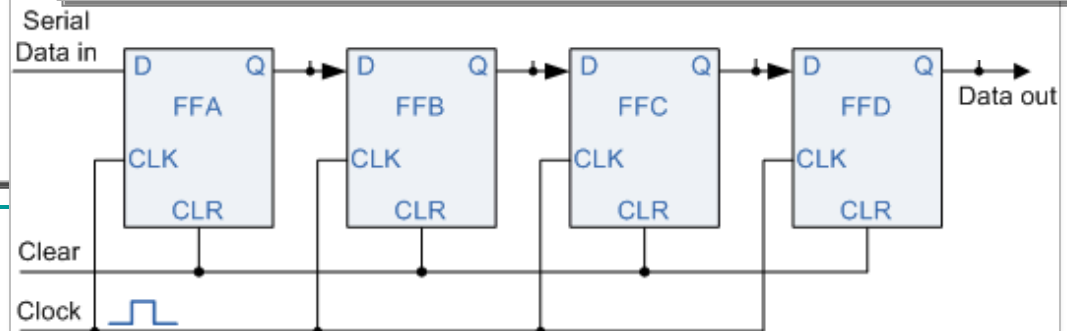 Serial
Data in
D Q D Q D Q D Q
FFA FFB FFC FFD
Data out
CLK CLK CLK CLK
CLR CLR CLR CLR
Clear
Clock